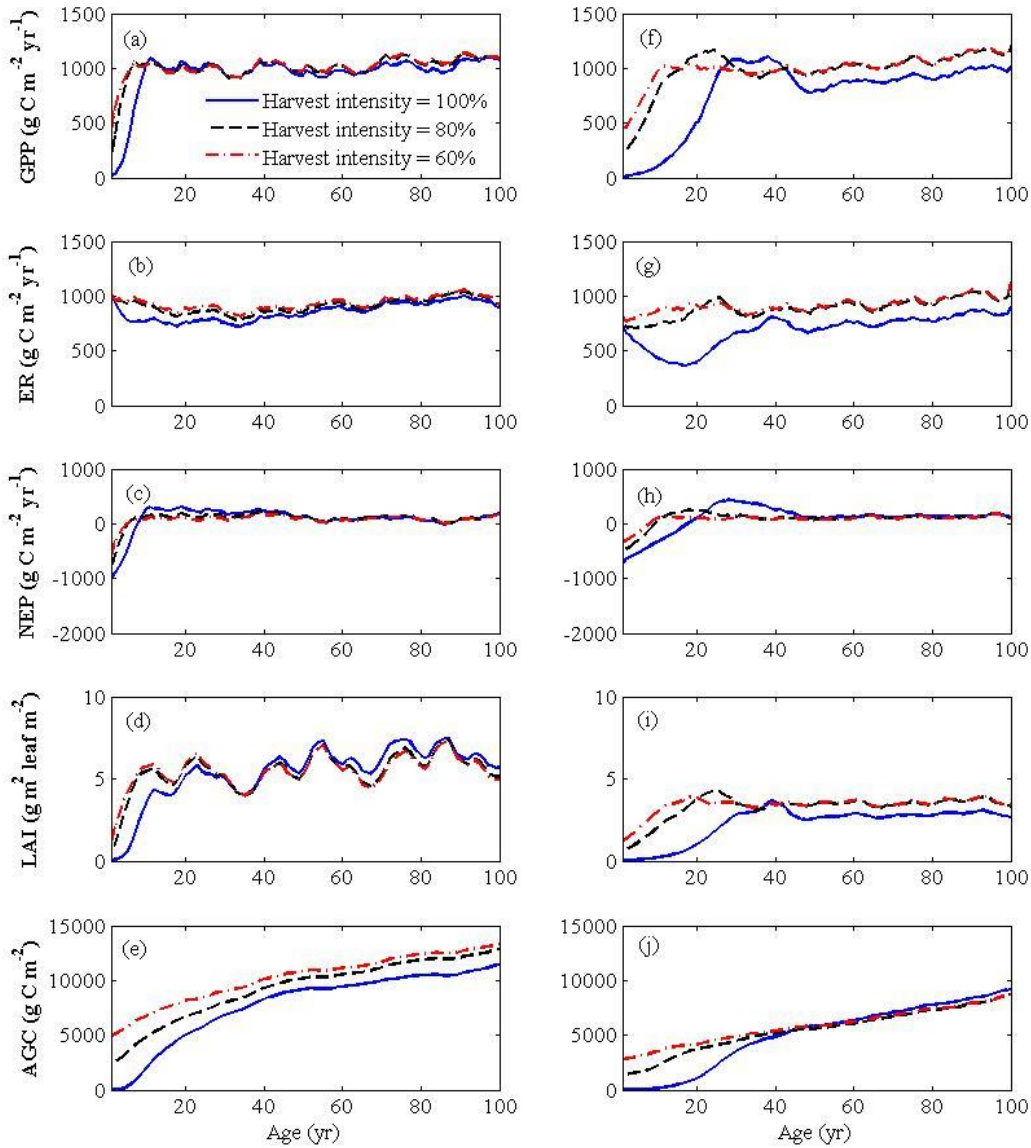 GPP (g C m⁻² yr⁻¹)
1500
1000
500
0
(a)
Harvest intensity = 100%
Harvest intensity = 80%
Harvest intensity = 60%
20 40 60 80 100
1500
1000
500
0
(f)
20 40 60 80 100
ER (g C m⁻² yr⁻¹)
1500
1000
500
0
(b)
20 40 60 80 100
1500
1000
500
0
(g)
20 40 60 80 100
NEP (g C m⁻² yr⁻¹)
1000
0
-1000
-2000
(c)
20 40 60 80 100
1000
0
-1000
-2000
(h)
20 40 60 80 100
LAI (g m² leaf m⁻²)
10
5
0
(d)
20 40 60 80 100
10
5
0
(i)
20 40 60 80 100
AGC (g C m⁻²)
15000
10000
5000
0
(e)
20 40 60 80 100
Age (yr)
15000
10000
5000
0
(j)
20 40 60 80 100
Age (yr)